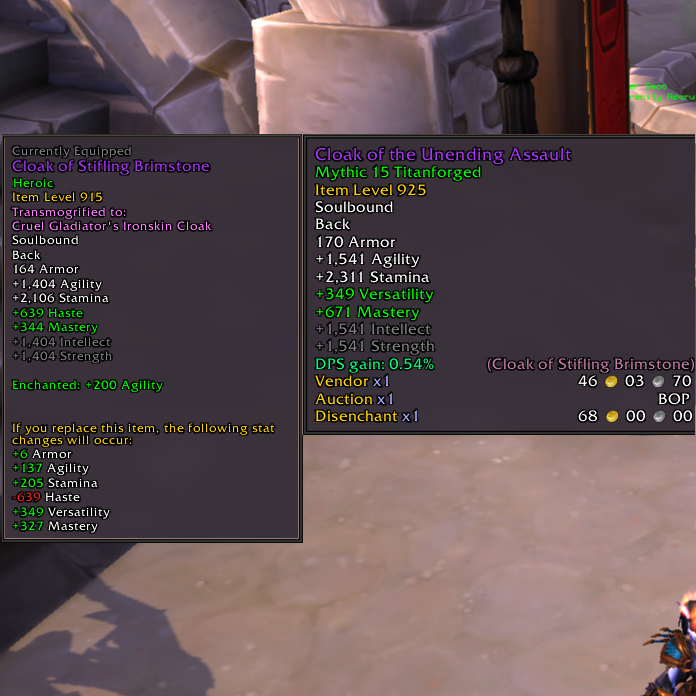 Currently Equipped
Cloak of Stifling Brimstone
Heroic
Item Level 915
Transmogrified to:
Cruel Gladiator's Ironskin Cloak
Soulbound
Back
164 Armor
+1,404 Agility
+2,106 Stamina
+639 Haste
+344 Mastery
+1,404 Intellect
+1,404 Strength
Enchanted: +200 Agility
If you replace this item, the following stat
changes will occur:
+6 Armor
+137 Agility
+205 Stamina
-639 Haste
+349 Versatility
+327 Mastery
Cloak of the Unending Assault
Mythic 15 Titanforged
Item Level 925
Soulbound
Back
170 Armor
+1,541 Agility
+2,311 Stamina
+349 Versatility
+671 Mastery
+1,541 Intellect
+1,541 Strength
DPS gain: 0.54% (Cloak of Stifling Brimstone)
Vendor x1 46 03 70
Auction x1 BOP
Disenchant x1 68 00 00